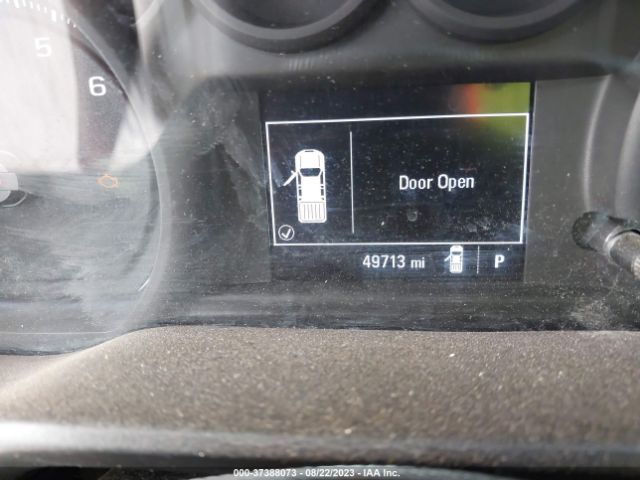 5
6
Door Open
49713 mi P
000-37388073 - 08/22/2023 - IAA Inc.